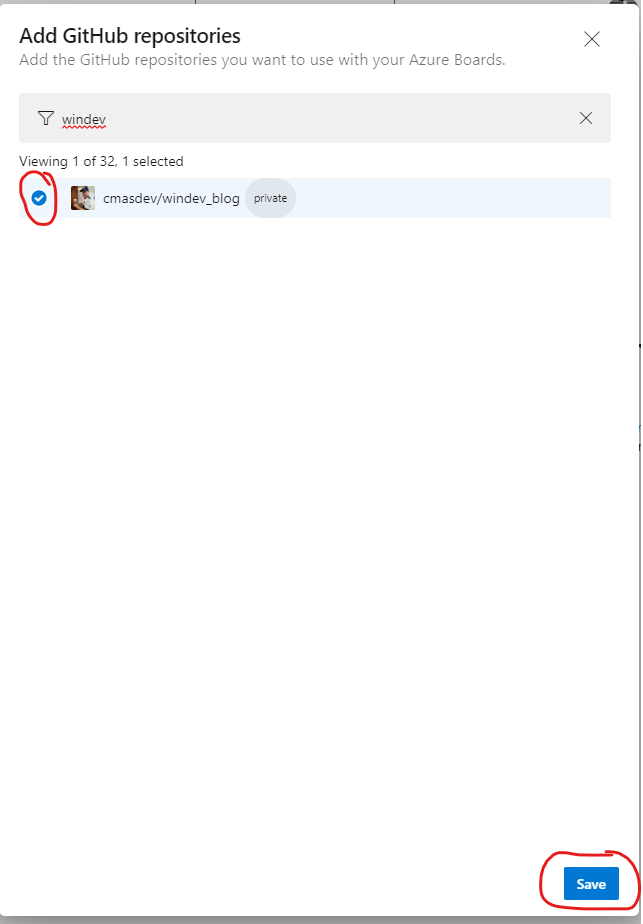 Add GitHub repositories
Add the GitHub repositories you want to use with your Azure Boards.
windev
Viewing 1 of 32, 1 selected
cmasdev/windev_blog private
Save